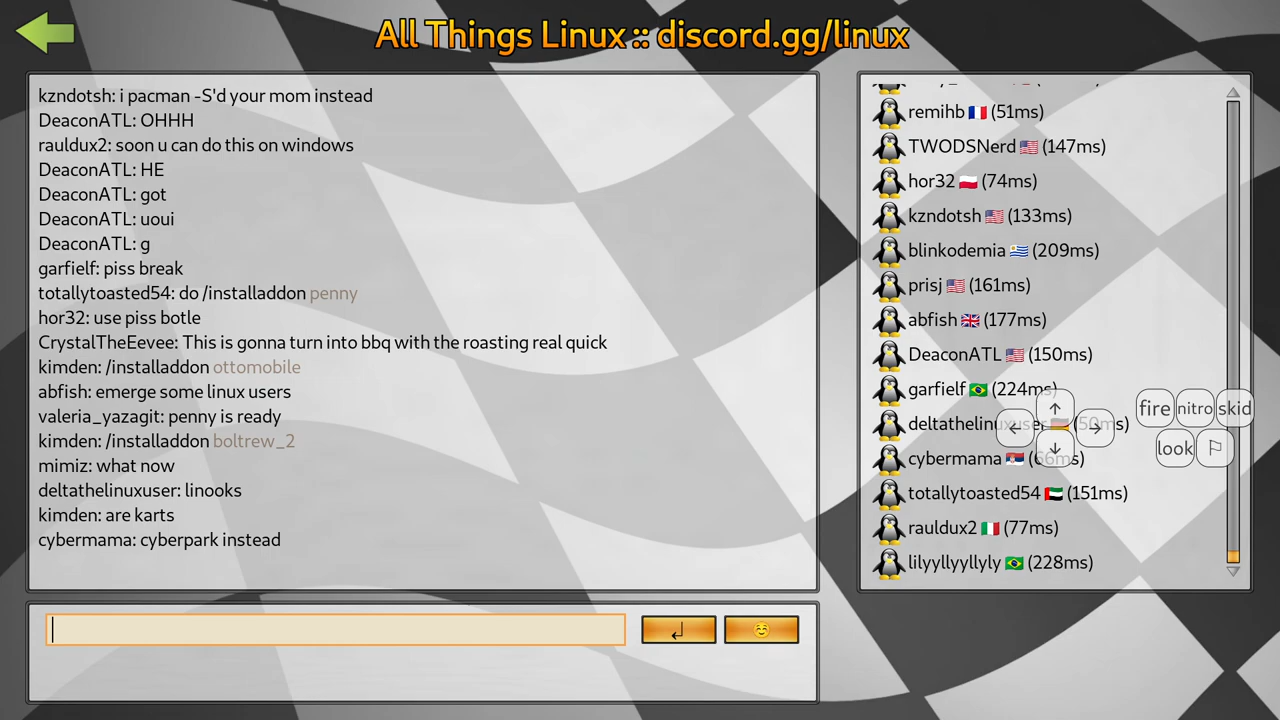 All Things Linux :: discord.gg/linux
kzndotsh: i pacman -S'd your mom instead
DeaconATL: OHHH
rauldux2: soon u can do this on windows
DeaconATL: HE
DeaconATL: got
DeaconATL: uoui
DeaconATL: g
garfielf: piss break
totallytoasted54: do /installaddon penny
hor32: use piss botle
CrystalTheEevee: This is gonna turn into bbq with the roasting real quick
kimden: /installaddon ottomobile
abfish: emerge some linux users
valeria_yazagit: penny is ready
kimden: /installaddon boltrew_2
mimiz: what now
deltathelinuxuser: linooks
kimden: are karts
cybermama: cyberpark instead
remihb (51ms)
TWODSNerd (147ms)
hor32 (74ms)
kzndotsh (133ms)
blinkodemia (209ms)
prisj (161ms)
abfish (177ms)
DeaconATL (150ms)
garfielf (224ms)
deltathelinuxuser (50ms)
cybermama (66ms)
totallytoasted54 (151ms)
rauldux2 (77ms)
lilyyllyyllyly (228ms)
fire nitro skid
look